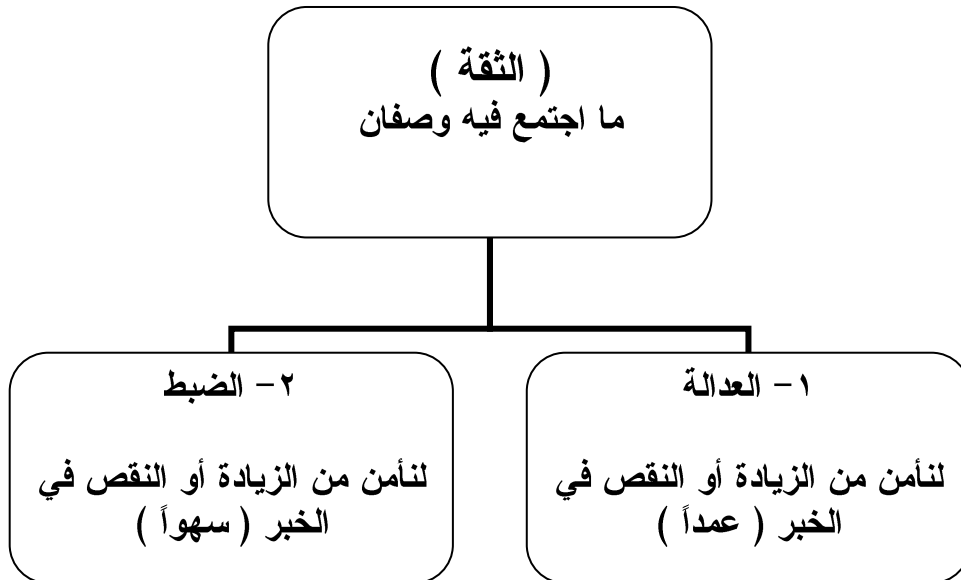 ( الثقة )
ما اجتمع فيه وصفان
١- العدالة
لنأمن من الزيادة أو النقص في
الخبر ( عمداً )
٢- الضبط
لنأمن من الزيادة أو النقص في
الخبر ( سهواً )